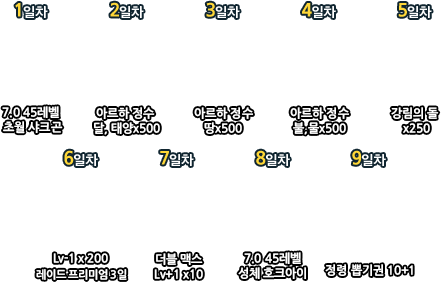 1일차 2일차 3일차 4일차 5일차
7.0 45레벨 아르하 정수 아르하 정수 아르하 정수 강림의 돌
초월 샤크곤 달, 태양x500 땅x500 불,물x500 x250
6일차 7일차 8일차 9일차
Lv-1 x 200 더블 맥스 7.0 45레벨 정령 뽑기권 10+1
레이드 프리미엄 3일 Lv+1 x10 성체 호크아이